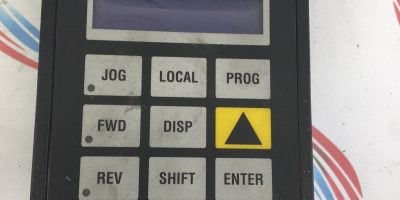 JOG LOCAL PROG
FWD DISP
REV SHIFT ENTER